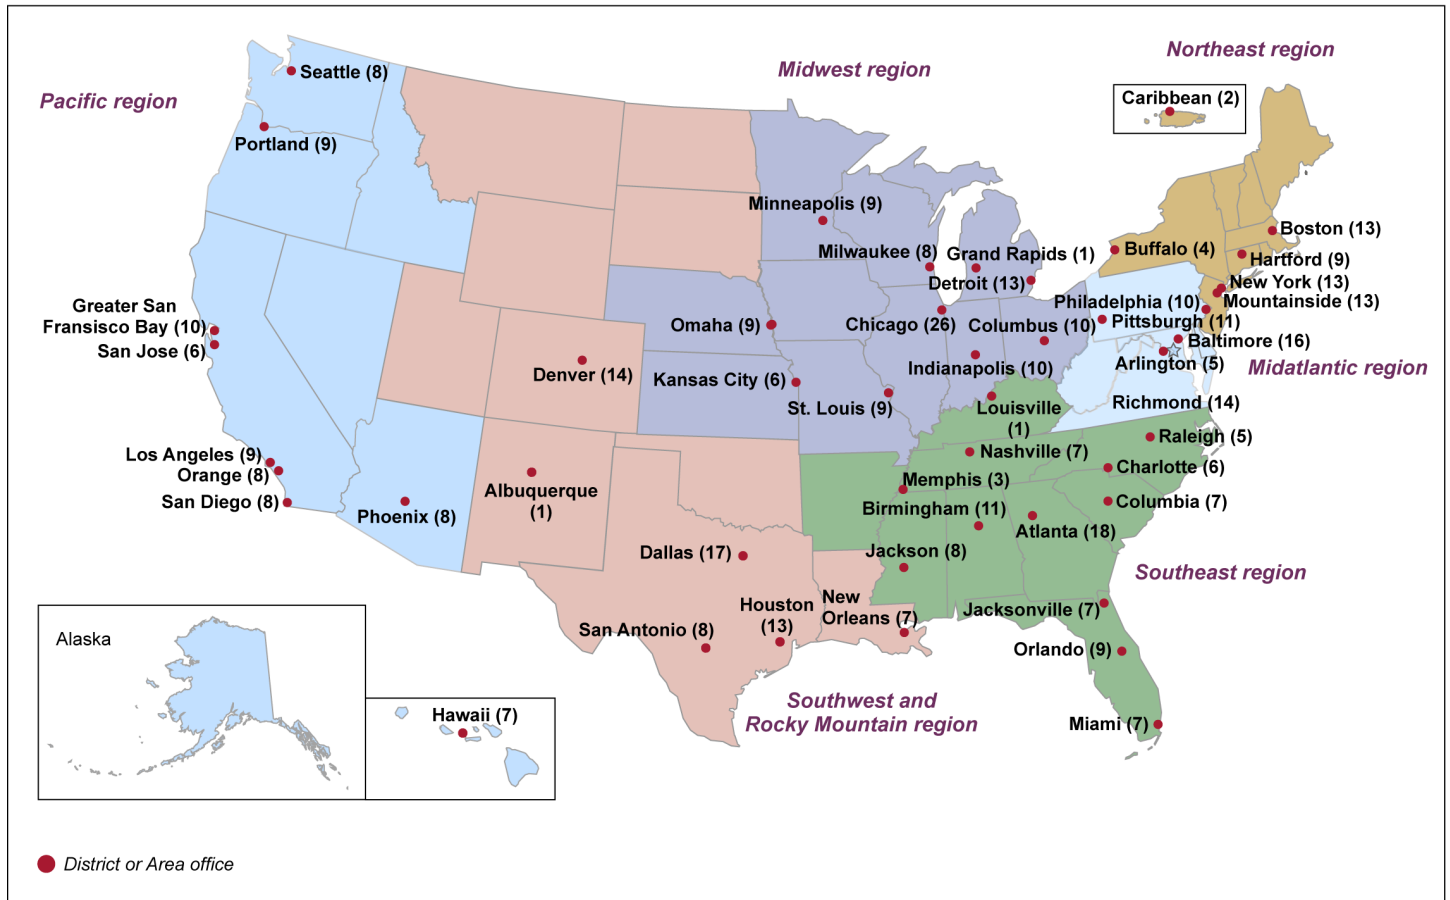 Northeast region
Midwest region
Pacific region
Caribbean (2)
Seattle (8)
Portland (9)
Minneapolis (9)
Boston (13)
Buffalo (4)
Milwaukee (8)
Grand Rapids (1)
Hartford (9)
Detroit (13)
New York (13)
Philadelphia (10)
Mountainside (13)
Greater San
Fransisco Bay (10)
San Jose (6)
Omaha (9)
Chicago (26)
Columbus (10)
Pittsburgh (11)
Baltimore (16)
Arlington (5)
Midatlantic region
Indianapolis (10)
Denver (14)
Kansas City (6)
St. Louis (9)
Louisville
(1)
Richmond (14)
Raleigh (5)
Nashville (7)
Charlotte (6)
Los Angeles (9)
Orange (8)
San Diego (8)
Memphis (3)
Albuquerque
(1)
Birmingham (11)
Columbia (7)
Phoenix (8)
Atlanta (18)
Dallas (17)
Jackson (8)
Southeast region
New
Orleans (7)
Houston
(13)
Jacksonville (7)
San Antonio (8)
Alaska
Orlando (9)
Southwest and
Rocky Mountain region
Hawaii (7)
Miami (7)
District or Area office